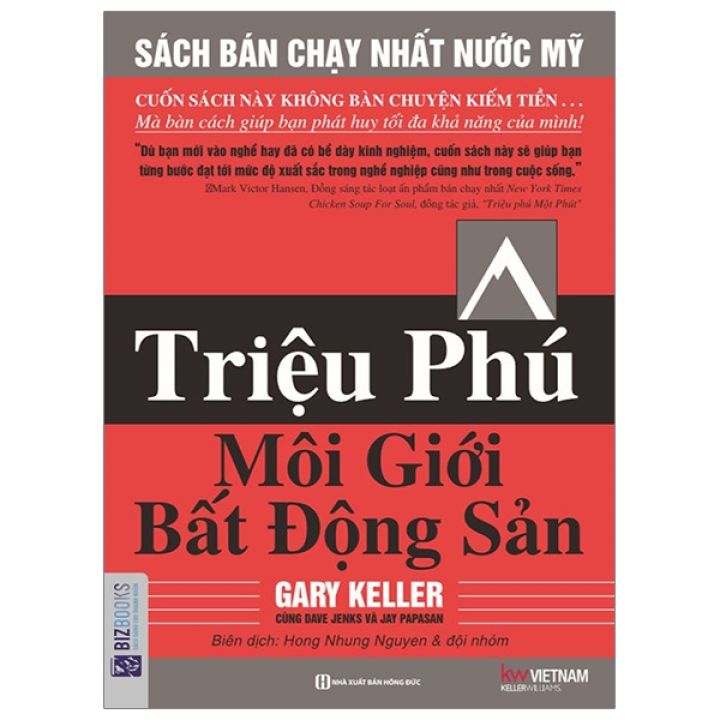 SÁCH BÁN CHẠY NHẤT NƯỚC MỸ
CUỐN SÁCH NÀY KHÔNG BÀN CHUYỆN KIẾM TIỀN . . .
Mà bàn cách giúp bạn phát huy tối đa khả năng của mình!
"Dù bạn mới vào nghề hay đã có bề dày kinh nghiệm, cuốn sách này sẽ giúp bạn
từng bước đạt tới mức độ xuất sắc trong nghề nghiệp cũng như trong cuộc sống."
Mark Victor Hansen, Đồng sáng tác loạt ấn phẩm bán chạy nhất New York Times
Chicken Soup For Soul, đồng tác giả, "Triệu phú Một Phút"
Triệu Phú
Môi Giới
Bất Động Sản
GARY KELLER
CÙNG DAVE JENKS VÀ JAY PAPASAN
Biên dịch: Hong Nhung Nguyen & đội nhóm
BIZBOOKS
SÁCH DÀNH CHO DOANH NHÂN
NHÀ XUẤT BẢN HỒNG ĐỨC
kw VIETNAM
KELLERWILLIAMS.